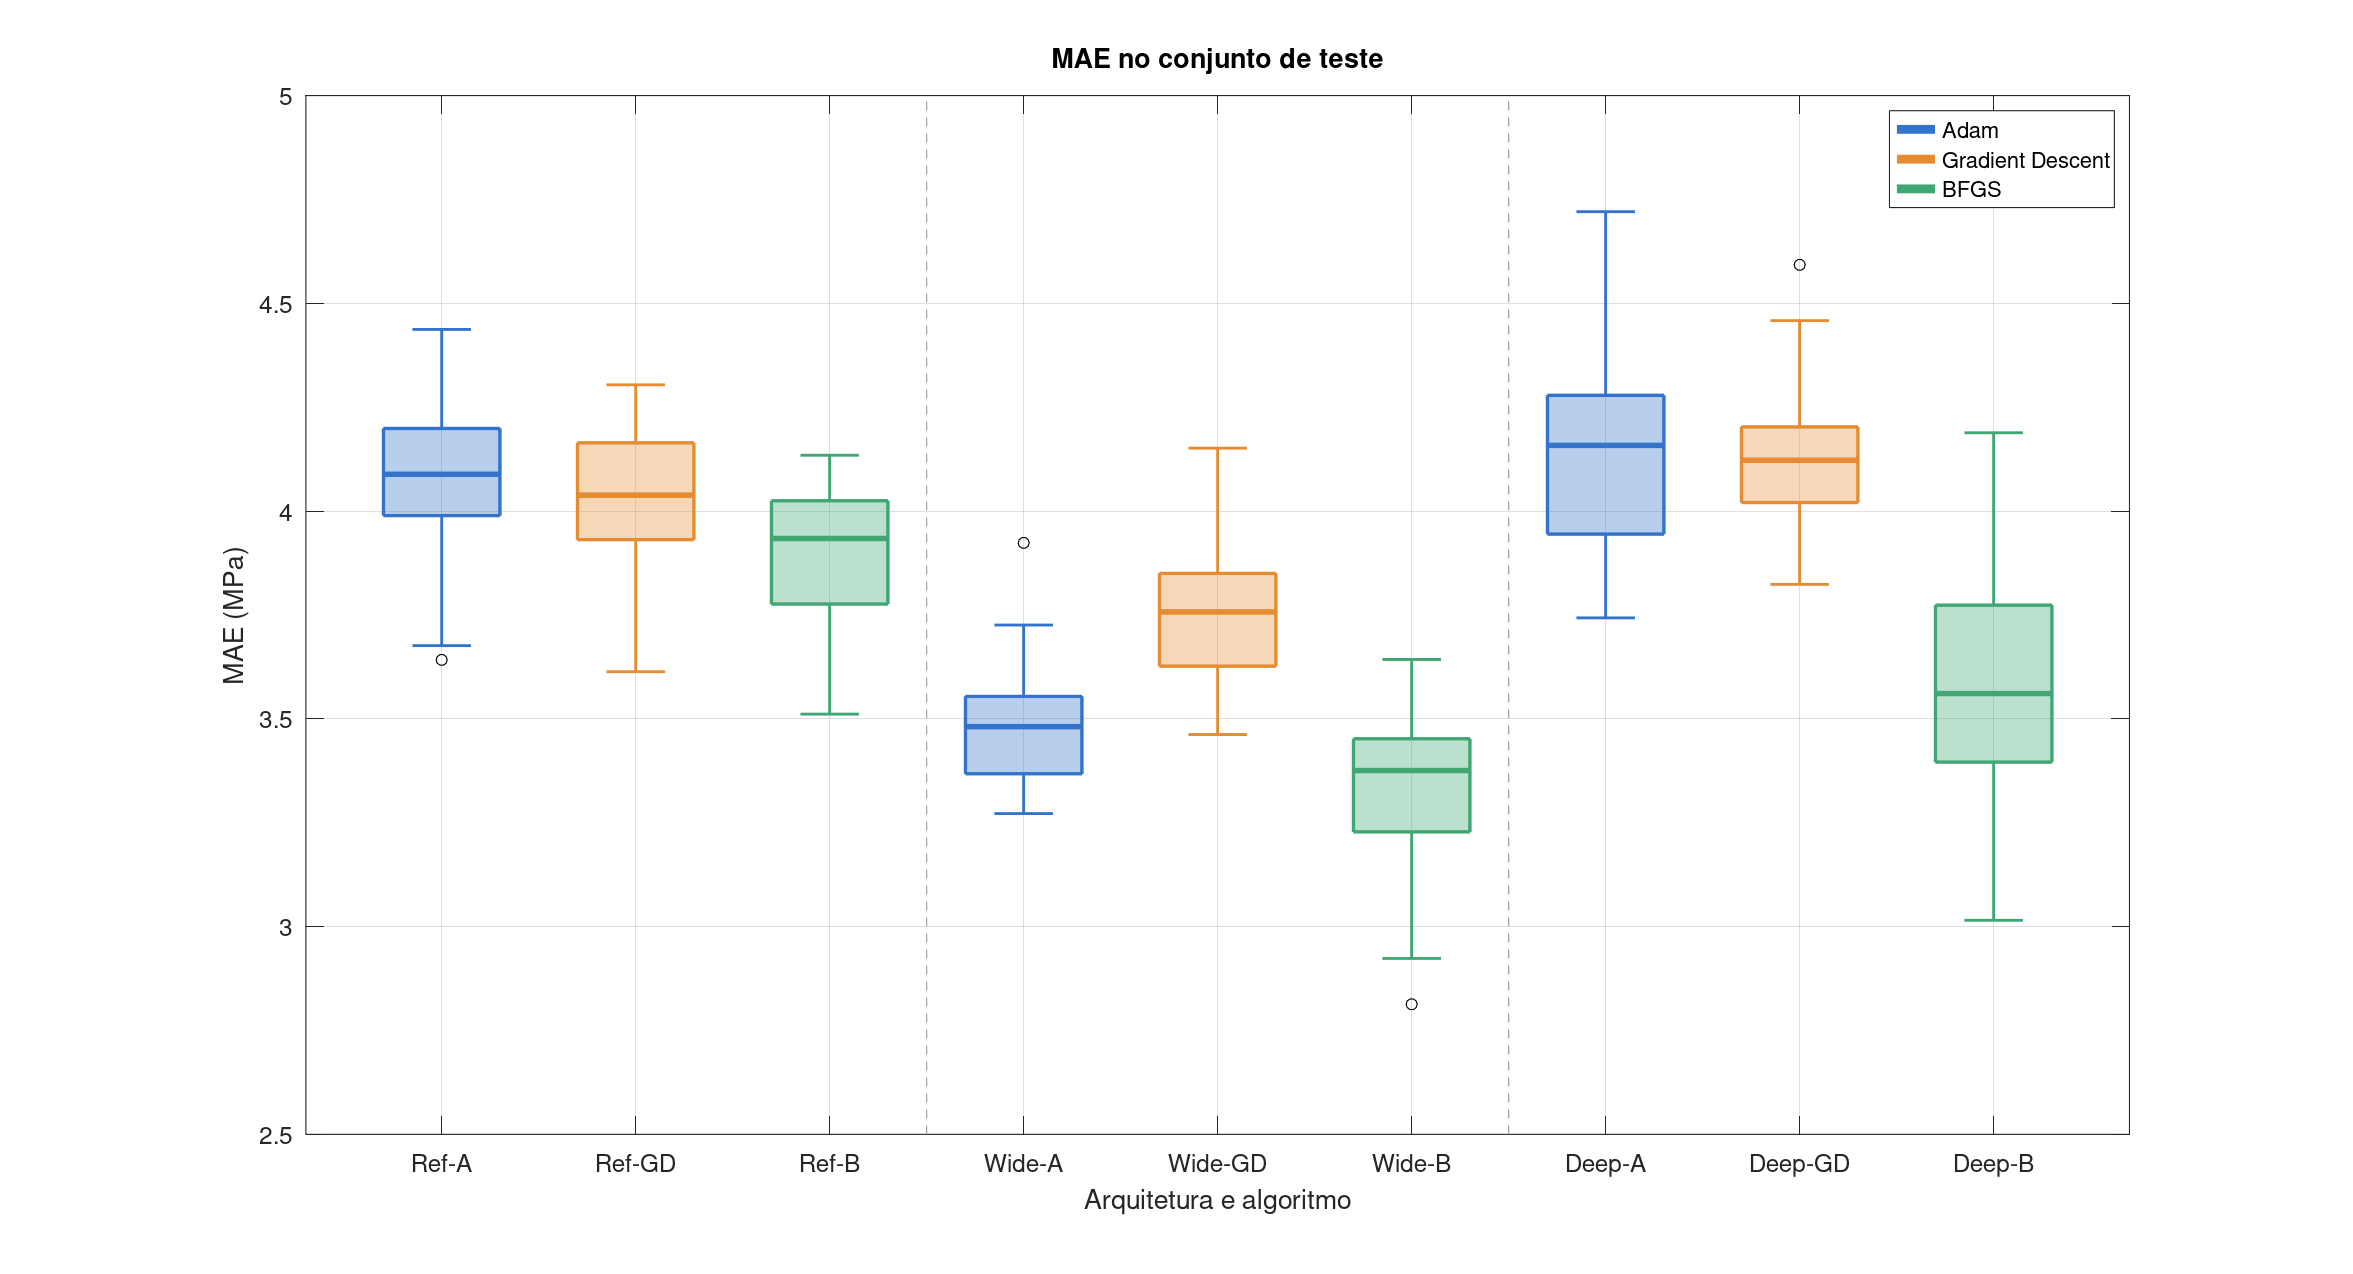 MAE no conjunto de teste
Adam
Gradient Descent
BFGS
5
4.5
4
3.5
3
2.5
MAE (MPa)
Ref-A
Ref-GD
Ref-B
Wide-A
Wide-GD
Wide-B
Deep-A
Deep-GD
Deep-B
Arquitetura e algoritmo